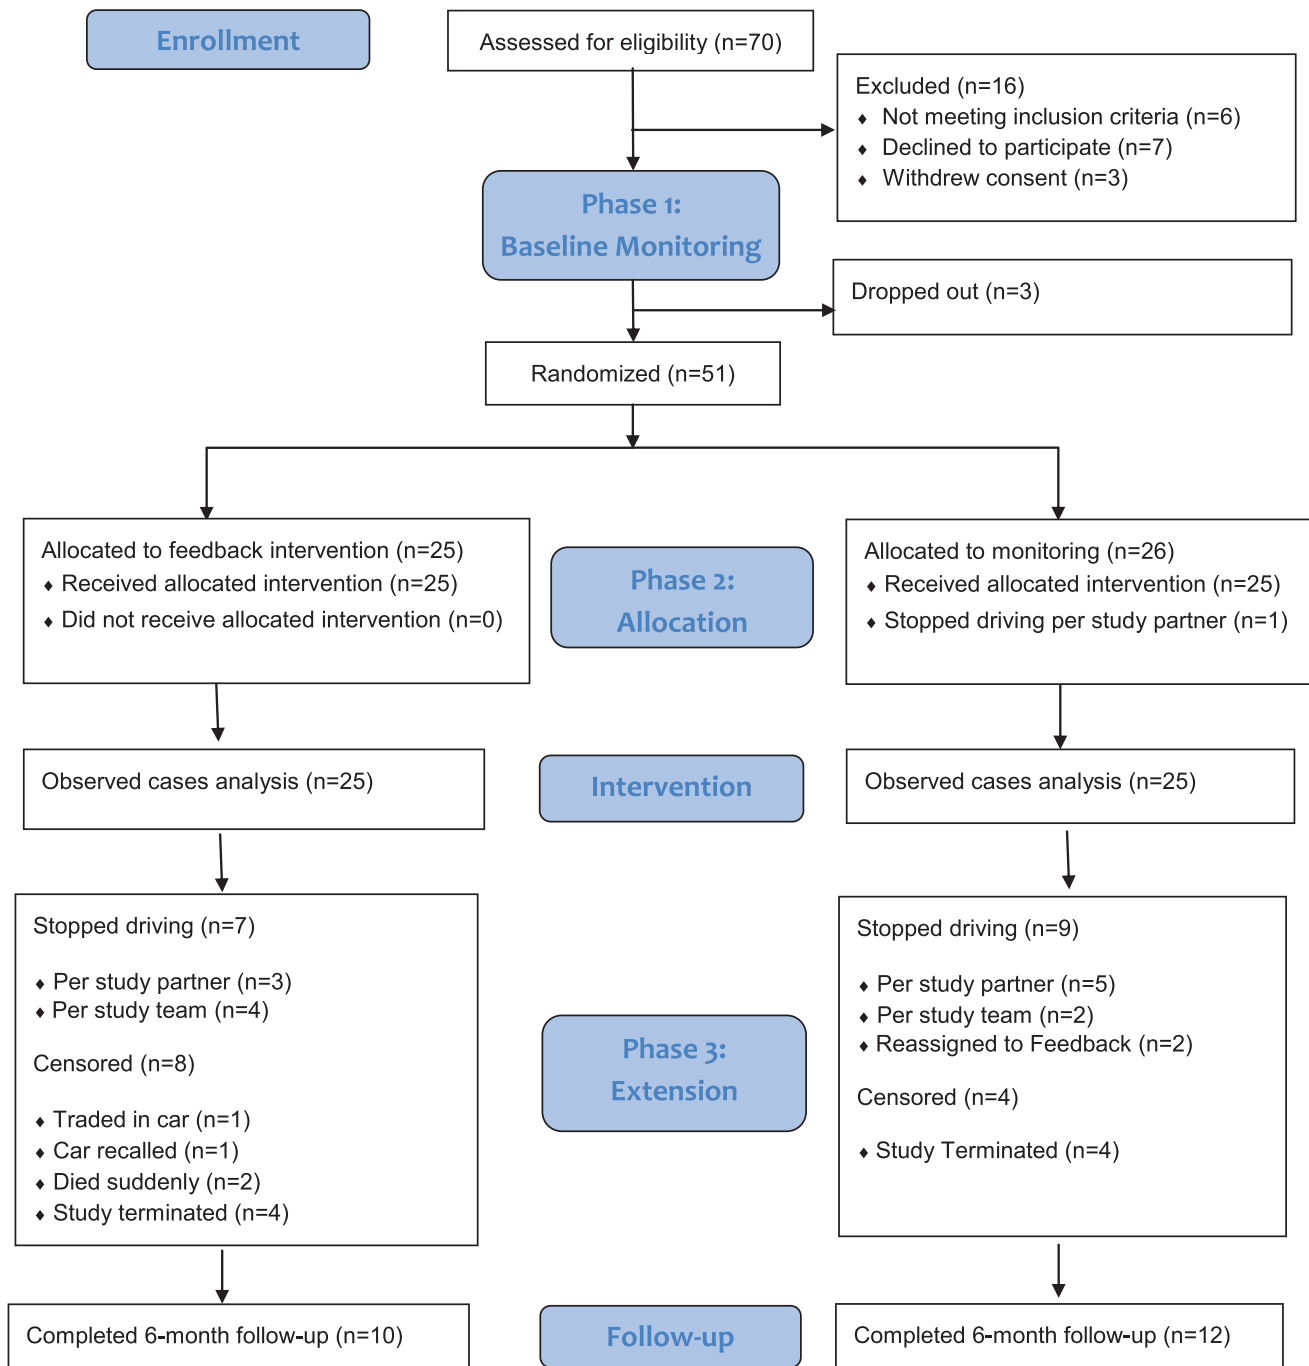 Enrollment
Assessed for eligibility (n=70)
Excluded (n=16)
♦ Not meeting inclusion criteria (n=6)
♦ Declined to participate (n=7)
♦ Withdrew consent (n=3)
Phase 1:
Baseline Monitoring
Dropped out (n=3)
Randomized (n=51)
Allocated to feedback intervention (n=25)
♦ Received allocated intervention (n=25)
♦ Did not receive allocated intervention (n=0)
Phase 2:
Allocation
Allocated to monitoring (n=26)
♦ Received allocated intervention (n=25)
♦ Stopped driving per study partner (n=1)
Observed cases analysis (n=25)
Intervention
Observed cases analysis (n=25)
Stopped driving (n=7)
♦ Per study partner (n=3)
♦ Per study team (n=4)
Censored (n=8)
♦ Traded in car (n=1)
♦ Car recalled (n=1)
♦ Died suddenly (n=2)
♦ Study terminated (n=4)
Phase 3:
Extension
Stopped driving (n=9)
♦ Per study partner (n=5)
♦ Per study team (n=2)
♦ Reassigned to Feedback (n=2)
Censored (n=4)
♦ Study Terminated (n=4)
Completed 6-month follow-up (n=10)
Follow-up
Completed 6-month follow-up (n=12)